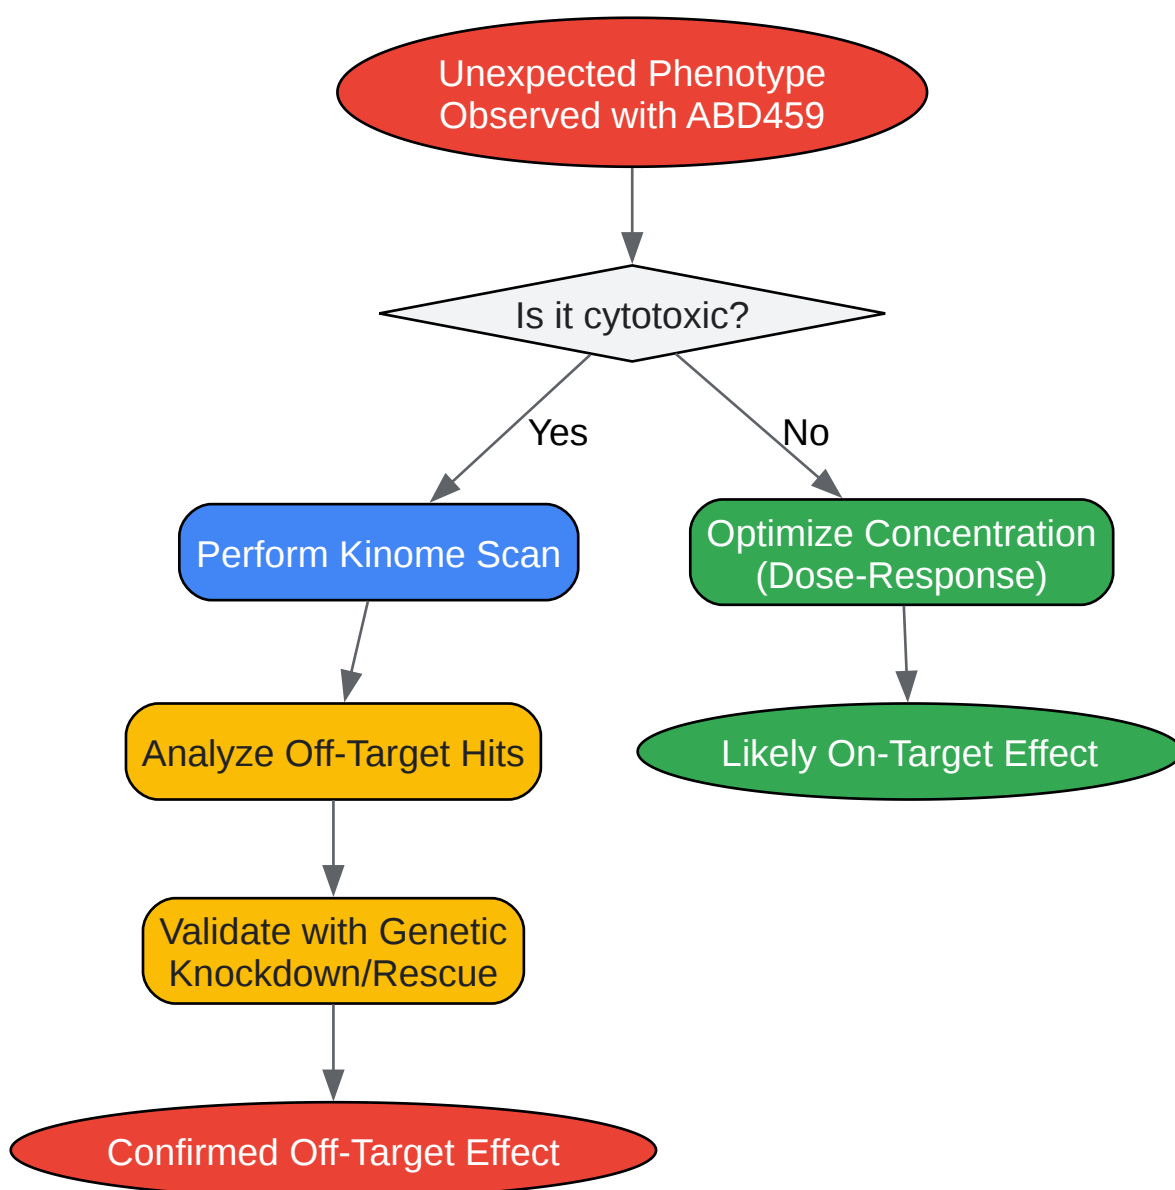 Unexpected Phenotype
Observed with ABD459
Is it cytotoxic?
Yes
No
Perform Kinome Scan
Optimize Concentration
(Dose-Response)
Analyze Off-Target Hits
Likely On-Target Effect
Validate with Genetic
Knockdown/Rescue
Confirmed Off-Target Effect